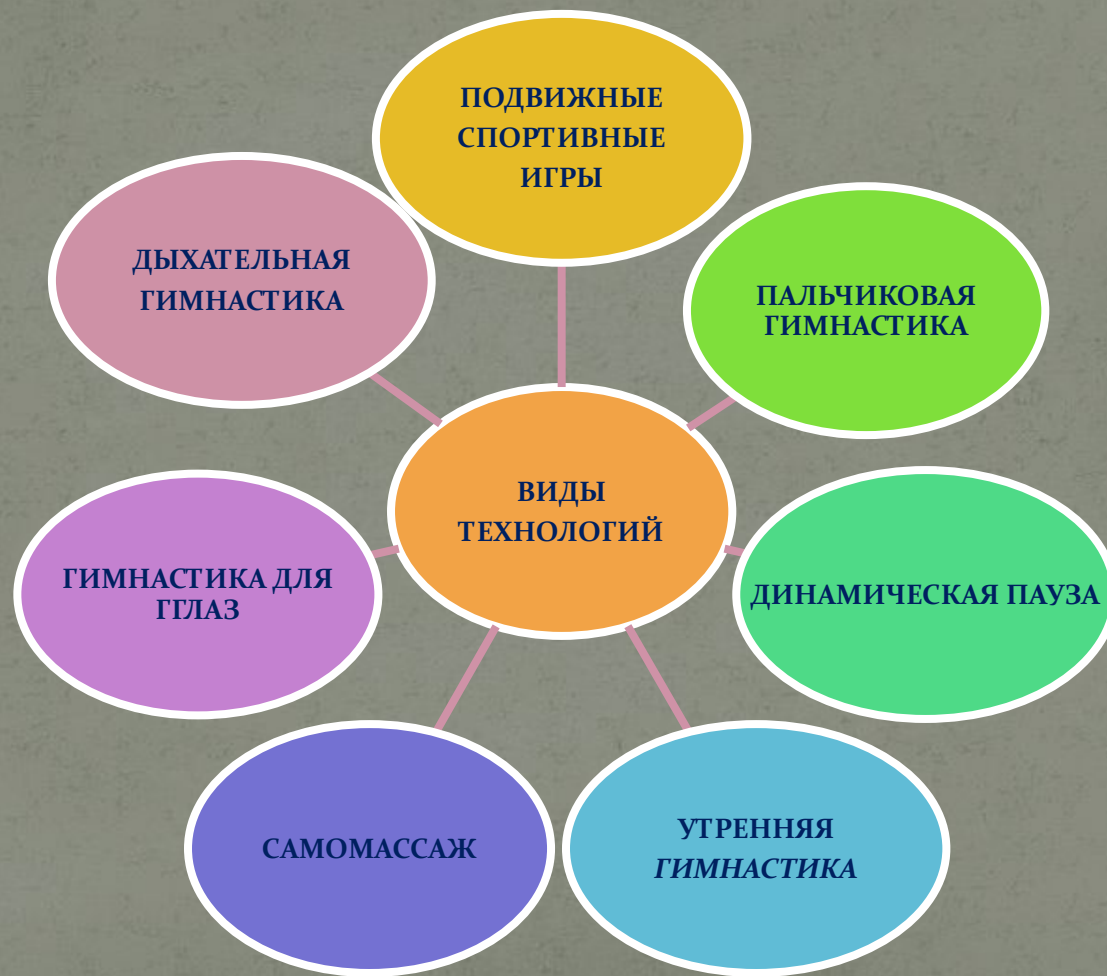 ПОДВИЖНЫЕ
СПОРТИВНЫЕ
ИГРЫ
ДЫХАТЕЛЬНАЯ
ГИМНАСТИКА
ПАЛЬЧИКОВАЯ
ГИМНАСТИКА
ВИДЫ
ТЕХНОЛОГИЙ
ГИМНАСТИКА ДЛЯ
ГГЛАЗ
ДИНАМИЧЕСКАЯ ПАУЗА
САМОМАССАЖ
УТРЕННЯЯ
ГИМНАСТИКА